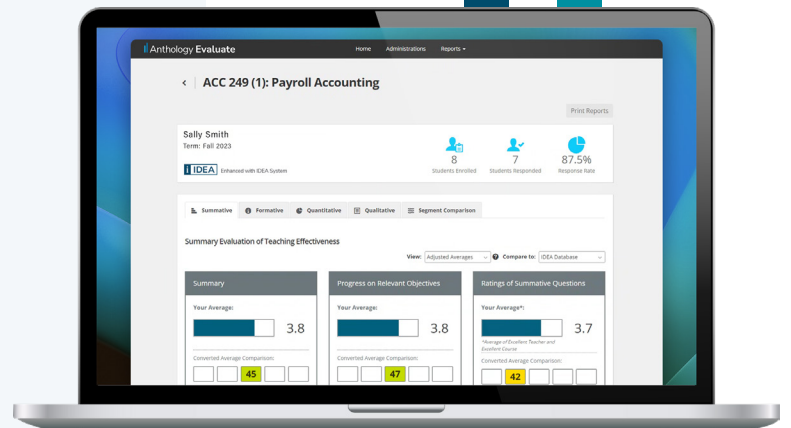 Anthology Evaluate
Home Administrations Reports
ACC 249 (1): Payroll Accounting
Print Reports
Sally Smith
Term: Fall 2023
IDEA Enhanced with IDEA System
8
Students Enrolled
7
Students Responded
87.5%
Response Rate
Summative Formative Quantitative Qualitative Segment Comparison
Summary Evaluation of Teaching Effectiveness
View: Adjusted Averages Compare to: IDEA Database
Summary
Your Average:
3.8
Converted Average Comparison:
45
Progress on Relevant Objectives
Your Average:
3.8
Converted Average Comparison:
47
Ratings of Summative Questions
Your Average*:
3.7
*Average of Excellent Teacher and
Excellent Course
Converted Average Comparison:
42